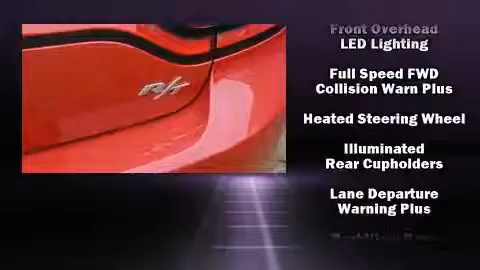 R/T
Front Overhead
LED Lighting
Full Speed FWD
Collision Warn Plus
Heated Steering Wheel
Illuminated
Rear Cupholders
Lane Departure
Warning Plus